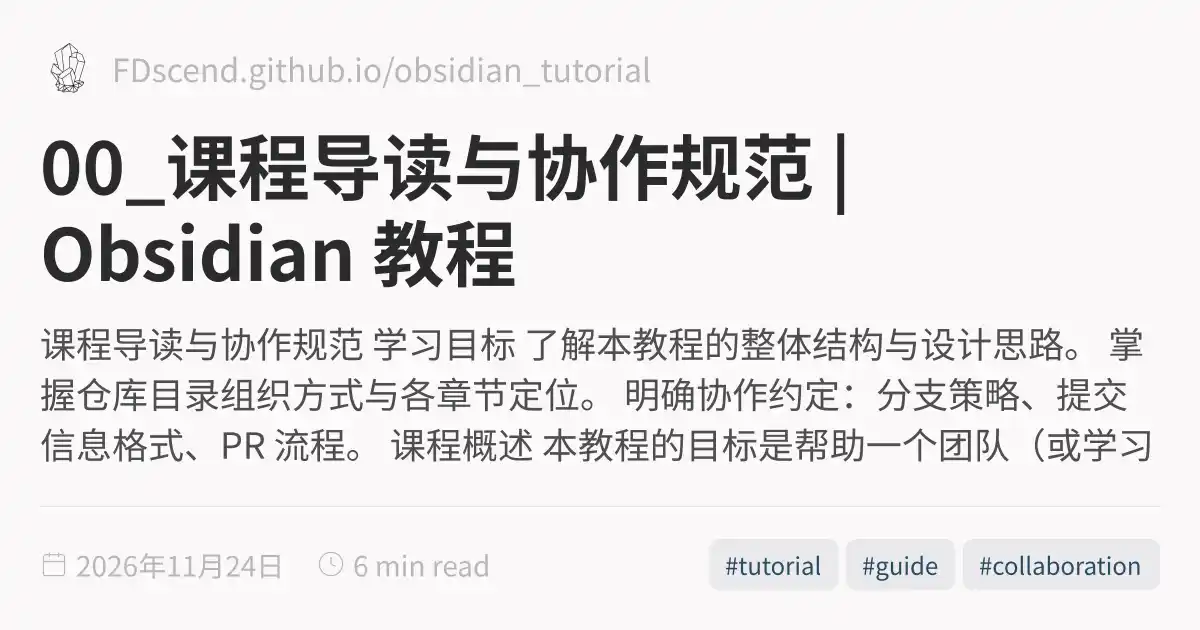 FDscend.github.io/obsidian_tutorial
00_课程导读与协作规范 |
Obsidian 教程
课程导读与协作规范 学习目标 了解本教程的整体结构与设计思路。 掌
握仓库目录组织方式与各章节定位。 明确协作约定：分支策略、提交
信息格式、PR 流程。 课程概述 本教程的目标是帮助一个团队（或学习
2026年11月24日 6 min read #tutorial #guide #collaboration